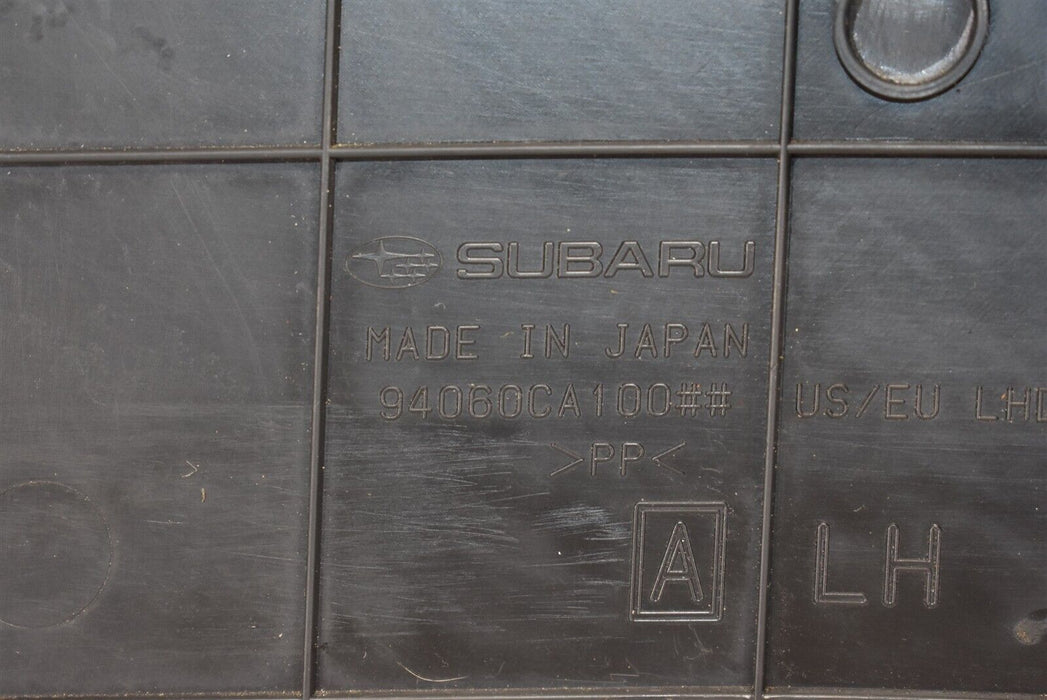 SUBARU
MADE IN JAPAN
94060CA100## US/EU LHD
>PP<
A LH